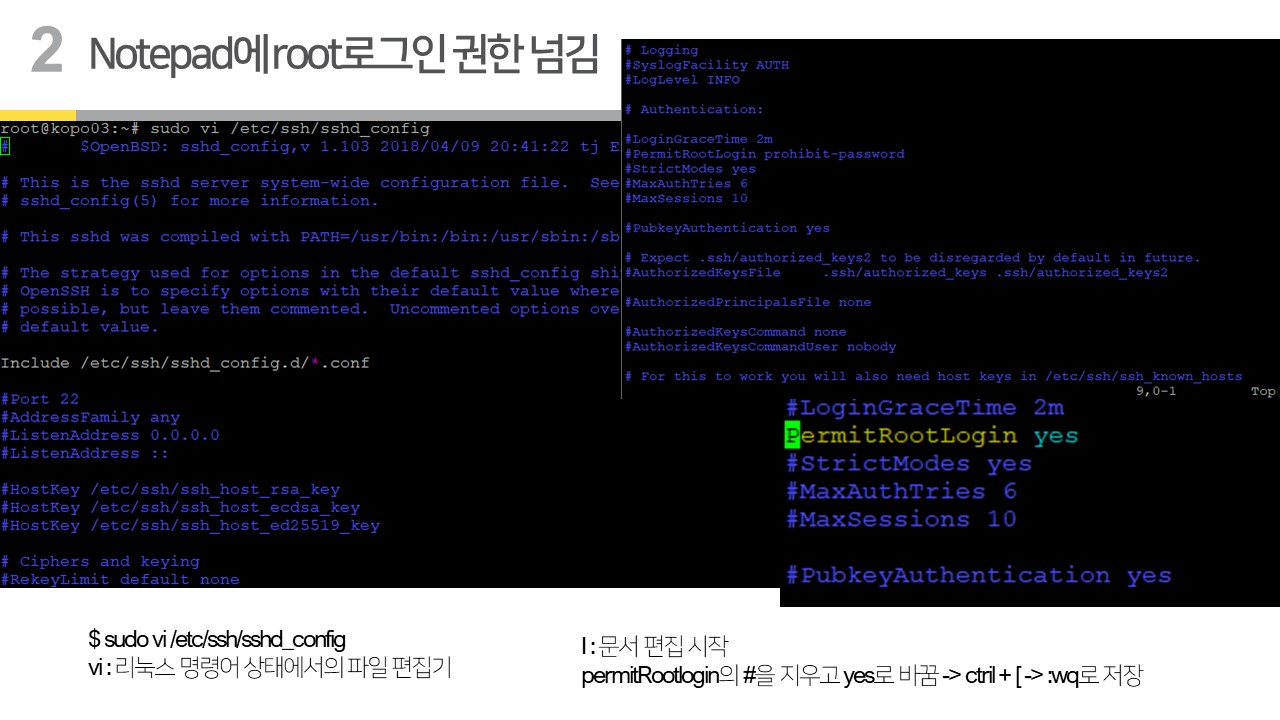 2 Notepad에 root로그인 권한 넘김
root@kopo03:~# sudo vi /etc/ssh/sshd_config
#       $OpenBSD: sshd_config,v 1.103 2018/04/09 20:41:22 tj E
# This is the sshd server system-wide configuration file.  See
# sshd_config(5) for more information.
# This sshd was compiled with PATH=/usr/bin:/bin:/usr/sbin:/sb
# The strategy used for options in the default sshd_config shi
# OpenSSH is to specify options with their default value where
# possible, but leave them commented.  Uncommented options ove
# default value.
Include /etc/ssh/sshd_config.d/*.conf
#Port 22
#AddressFamily any
#ListenAddress 0.0.0.0
#ListenAddress ::
#HostKey /etc/ssh/ssh_host_rsa_key
#HostKey /etc/ssh/ssh_host_ecdsa_key
#HostKey /etc/ssh/ssh_host_ed25519_key
# Ciphers and keying
#RekeyLimit default none
# Logging
#SyslogFacility AUTH
#LogLevel INFO
# Authentication:
#LoginGraceTime 2m
#PermitRootLogin prohibit-password
#StrictModes yes
#MaxAuthTries 6
#MaxSessions 10
#PubkeyAuthentication yes
# Expect .ssh/authorized_keys2 to be disregarded by default in future.
#AuthorizedKeysFile     .ssh/authorized_keys .ssh/authorized_keys2
#AuthorizedPrincipalsFile none
#AuthorizedKeysCommand none
#AuthorizedKeysCommandUser nobody
# For this to work you will also need host keys in /etc/ssh/ssh_known_hosts
9,0-1 Top
#LoginGraceTime 2m
PermitRootLogin yes
#StrictModes yes
#MaxAuthTries 6
#MaxSessions 10
#PubkeyAuthentication yes
$ sudo vi /etc/ssh/sshd_config
vi : 리눅스 명령어 상태에서의 파일 편집기
I : 문서 편집 시작
permitRootlogin의 #을 지우고 yes로 바꿈 -> ctril + [ -> :wq로 저장